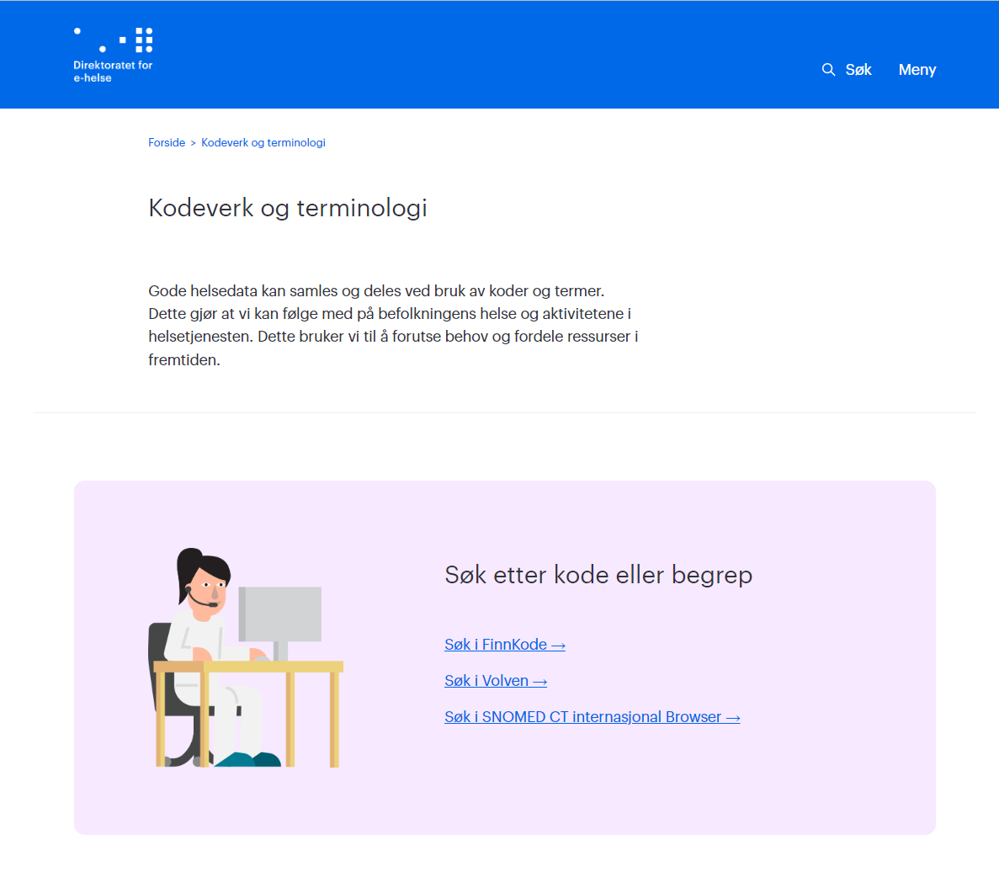 Direktoratet for
e-helse
Søk
Meny
Forside > Kodeverk og terminologi
Kodeverk og terminologi
Gode helsedata kan samles og deles ved bruk av koder og termer.
Dette gjør at vi kan følge med på befolkningens helse og aktivitetene i
helsetjenesten. Dette bruker vi til å forutse behov og fordele ressurser i
fremtiden.
Søk etter kode eller begrep
Søk i FinnKode →
Søk i Volven →
Søk i SNOMED CT internasjonal Browser →